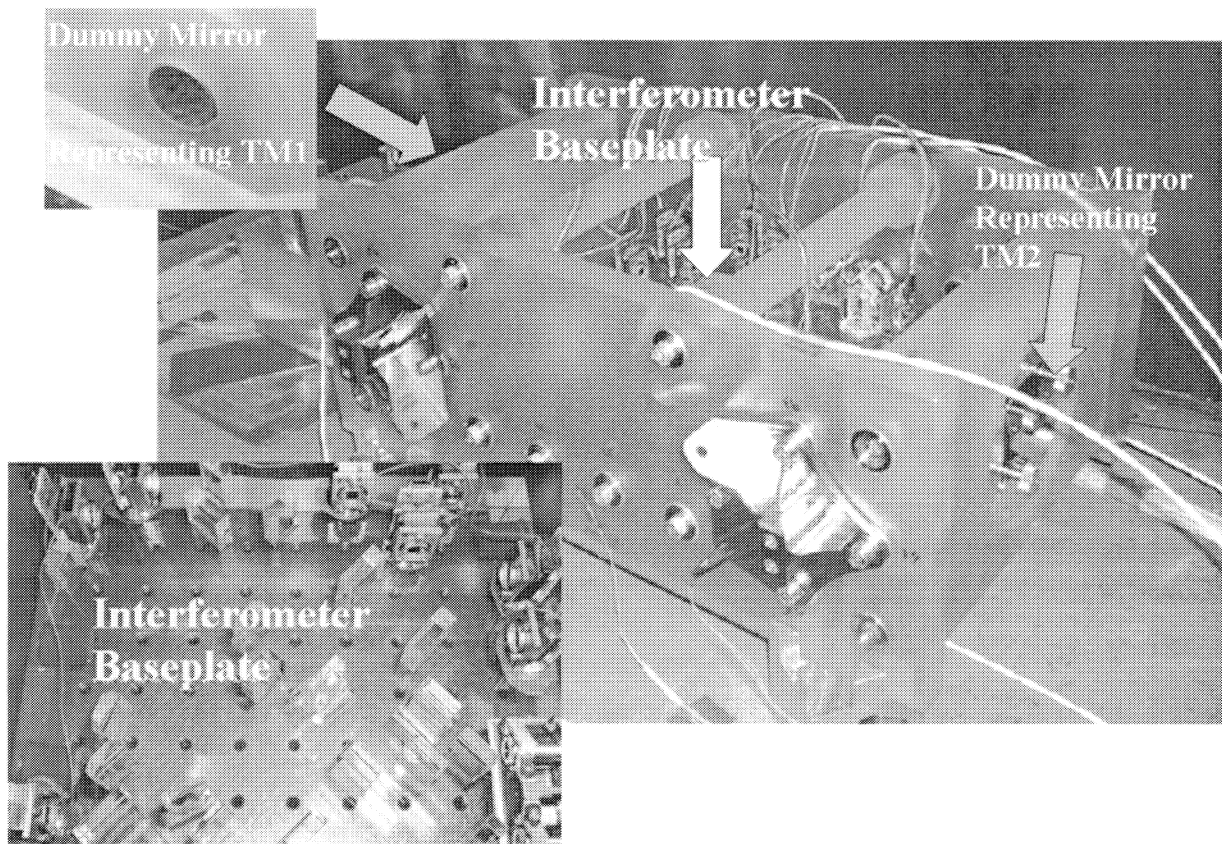 Dummy Mirror
Representing TM1
Interferometer
Baseplate
Dummy Mirror
Representing
TM2
Interferometer
Baseplate